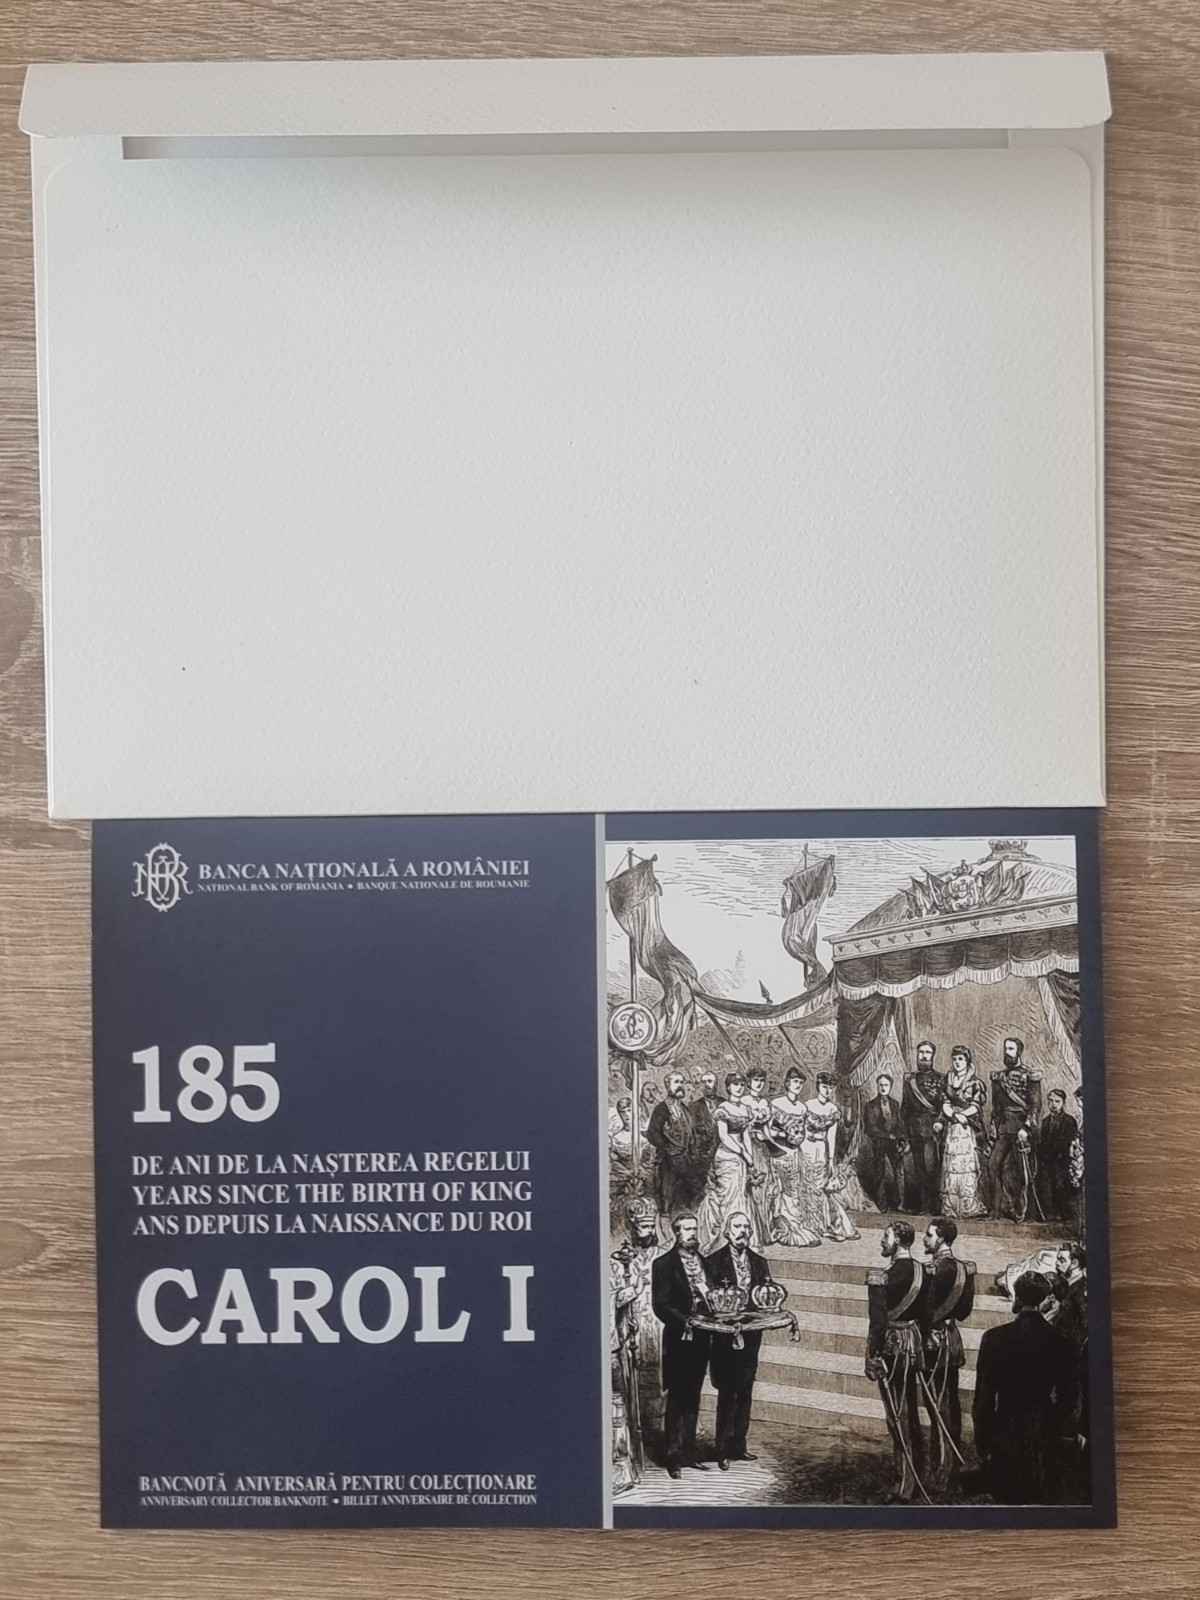 BANCA NAȚIONALĂ A ROMÂNIEI
NATIONAL BANK OF ROMANIA • BANQUE NATIONALE DE ROUMANIE
185
DE ANI DE LA NAȘTEREA REGELUI
YEARS SINCE THE BIRTH OF KING
ANS DEPUIS LA NAISSANCE DU ROI
CAROL I
BANCNOTĂ ANIVERSARĂ PENTRU COLECȚIONARE
ANNIVERSARY COLLECTOR BANKNOTE • BILLET ANNIVERSAIRE DE COLLECTION